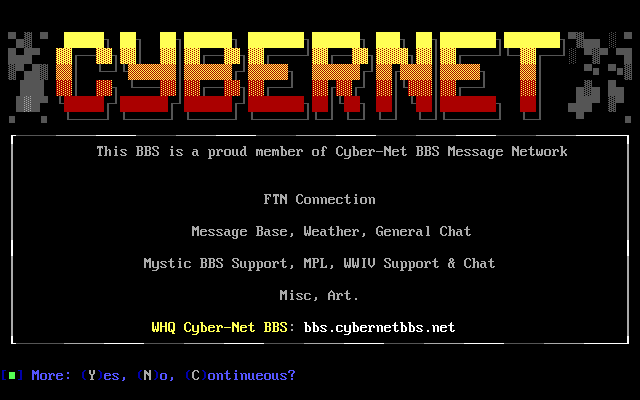 CYBERNET
This BBS is a proud member of Cyber-Net BBS Message Network
FTN Connection
Message Base, Weather, General Chat
Mystic BBS Support, MPL, WWIV Support & Chat
Misc, Art.
WHQ Cyber-Net BBS: bbs.cybernetbbs.net
[■] More: (Y)es, (N)o, (C)ontinueous?